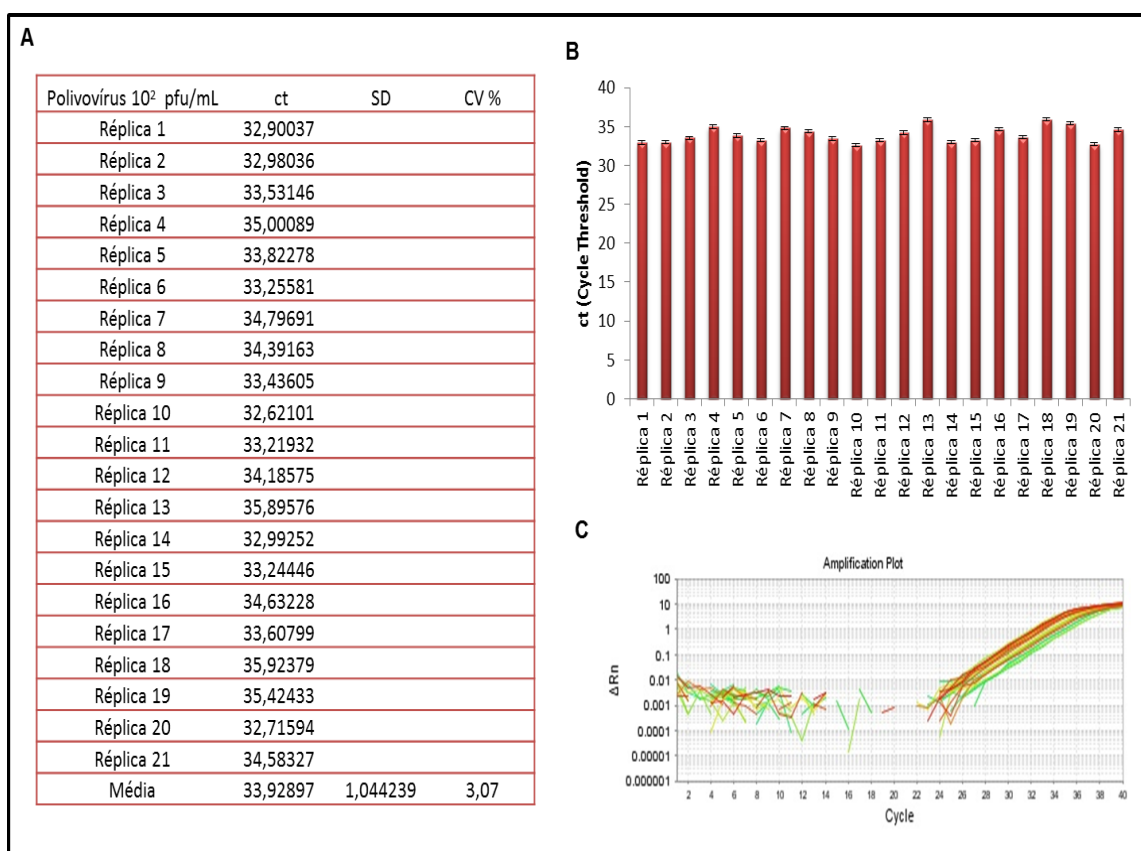 A
Polivovírus 10² pfu/mL ct SD CV %
Réplica 1 32,90037
Réplica 2 32,98036
Réplica 3 33,53146
Réplica 4 35,00089
Réplica 5 33,82278
Réplica 6 33,25581
Réplica 7 34,79691
Réplica 8 34,39163
Réplica 9 33,43605
Réplica 10 32,62101
Réplica 11 33,21932
Réplica 12 34,18575
Réplica 13 35,89576
Réplica 14 32,99252
Réplica 15 33,24446
Réplica 16 34,63228
Réplica 17 33,60799
Réplica 18 35,92379
Réplica 19 35,42433
Réplica 20 32,71594
Réplica 21 34,58327
Média 33,92897 1,044239 3,07
B
ct (Cycle Threshold)
40
35
30
25
20
15
10
5
0
Réplica 1
Réplica 2
Réplica 3
Réplica 4
Réplica 5
Réplica 6
Réplica 7
Réplica 8
Réplica 9
Réplica 10
Réplica 11
Réplica 12
Réplica 13
Réplica 14
Réplica 15
Réplica 16
Réplica 17
Réplica 18
Réplica 19
Réplica 20
Réplica 21
C
Amplification Plot
ΔRn
100
10
1
0.1
0.01
0.001
0.0001
0.00001
0.000001
2 4 6 8 10 12 14 16 18 20 22 24 26 28 30 32 34 36 38 40
Cycle